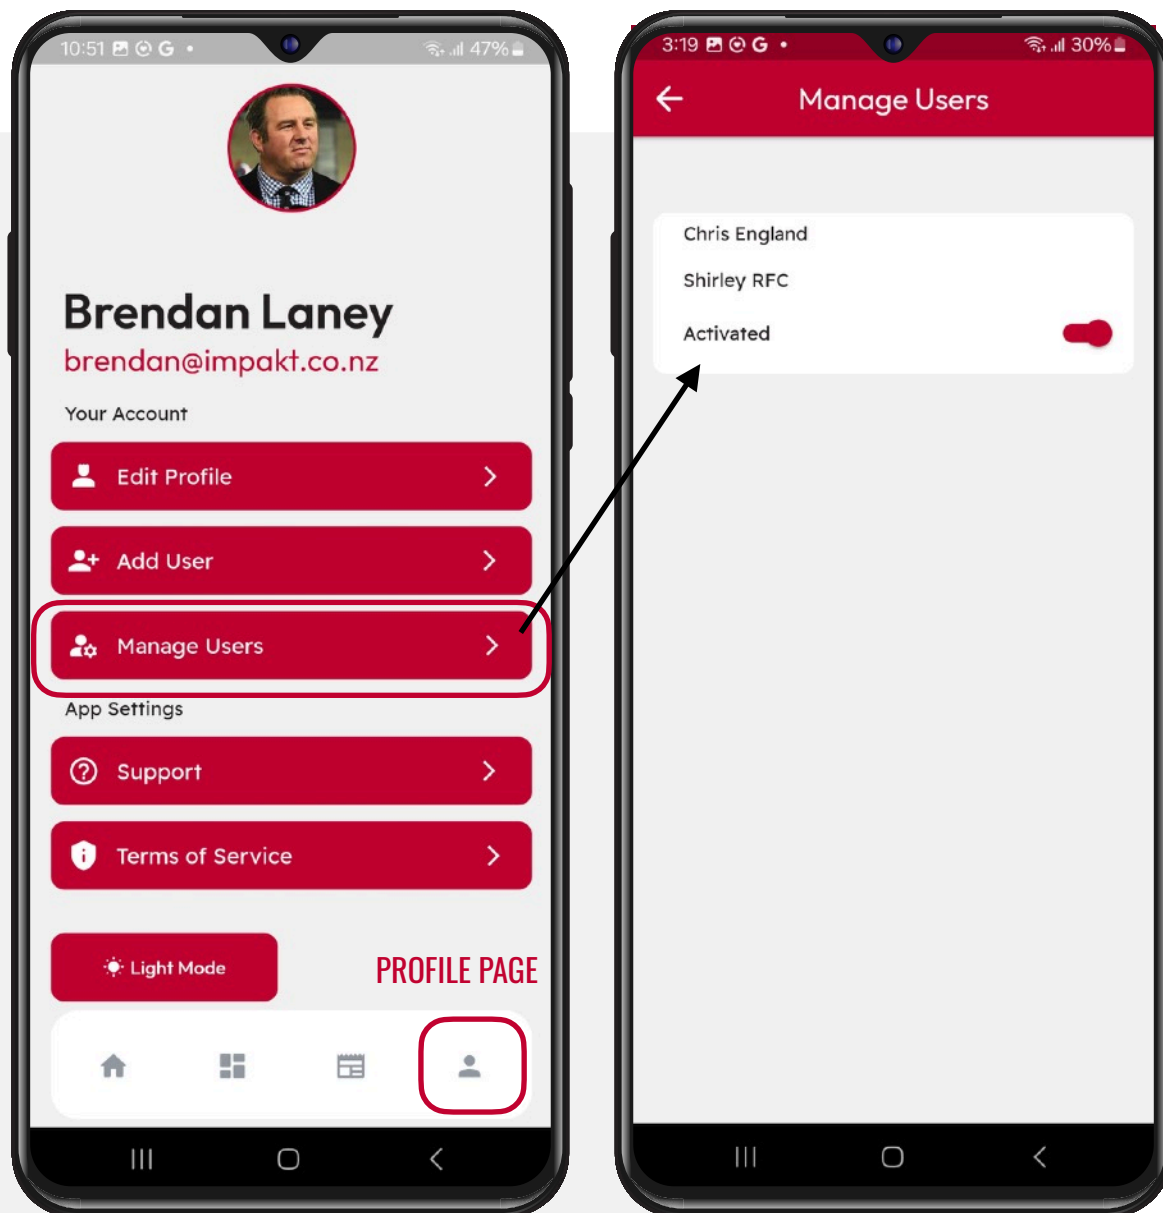 10:51 G •
47%
Brendan Laney
brendan@impakt.co.nz
Your Account
Edit Profile
Add User
Manage Users
App Settings
Support
Terms of Service
Light Mode
PROFILE PAGE
3:19 G •
30%
Manage Users
Chris England
Shirley RFC
Activated